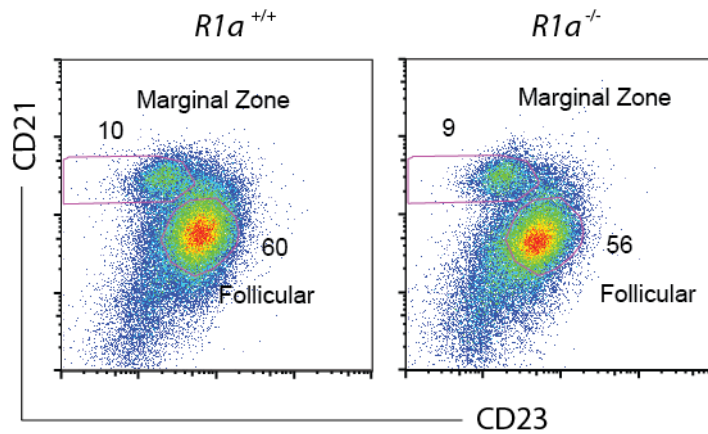 R1a +/+
R1a -/-
CD21
Marginal Zone
10
60
Follicular
Marginal Zone
9
56
Follicular
CD23